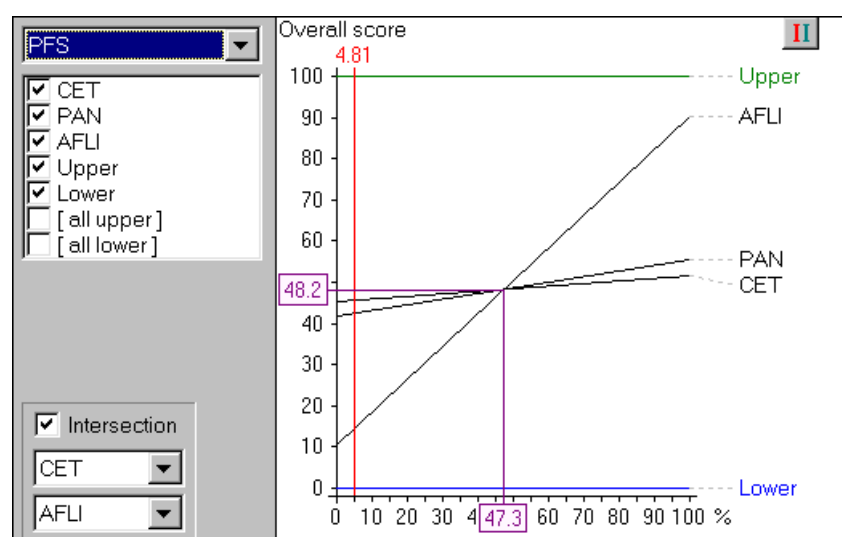 PFS
CET
PAN
AFLI
Upper
Lower
[ all upper ]
[ all lower ]
Intersection
CET
AFLI
Overall score
II
4.81
100
90
80
70
60
48.2
40
30
20
10
0
Upper
AFLI
PAN
CET
Lower
0 10 20 30 4 47.3 60 70 80 90 100 %